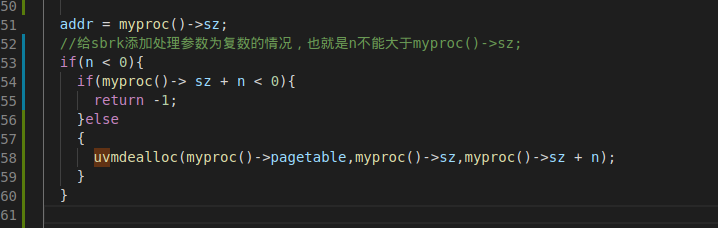 50
51 addr = myproc()->sz;
52 //给sbrk添加处理参数为复数的情况，也就是n不能大于myproc()->sz;
53 if(n < 0){
54 if(myproc()-> sz + n < 0){
55 return -1;
56 }else
57 {
58 uvmdealloc(myproc()->pagetable,myproc()->sz,myproc()->sz + n);
59 }
60 }
61